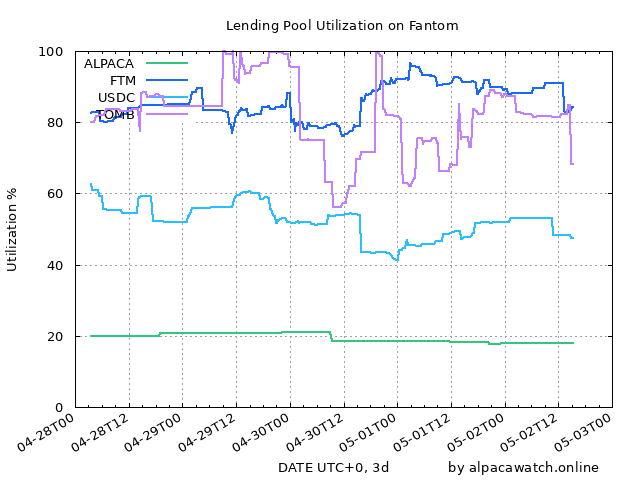 Lending Pool Utilization on Fantom
100
80
60
40
20
0
Utilization %
ALPACA
FTM
USDC
TOMB
04-28T00
04-28T12
04-29T00
04-29T12
04-30T00
04-30T12
05-01T00
05-01T12
05-02T00
05-02T12
05-03T00
DATE UTC+0, 3d
by alpacawatch.online